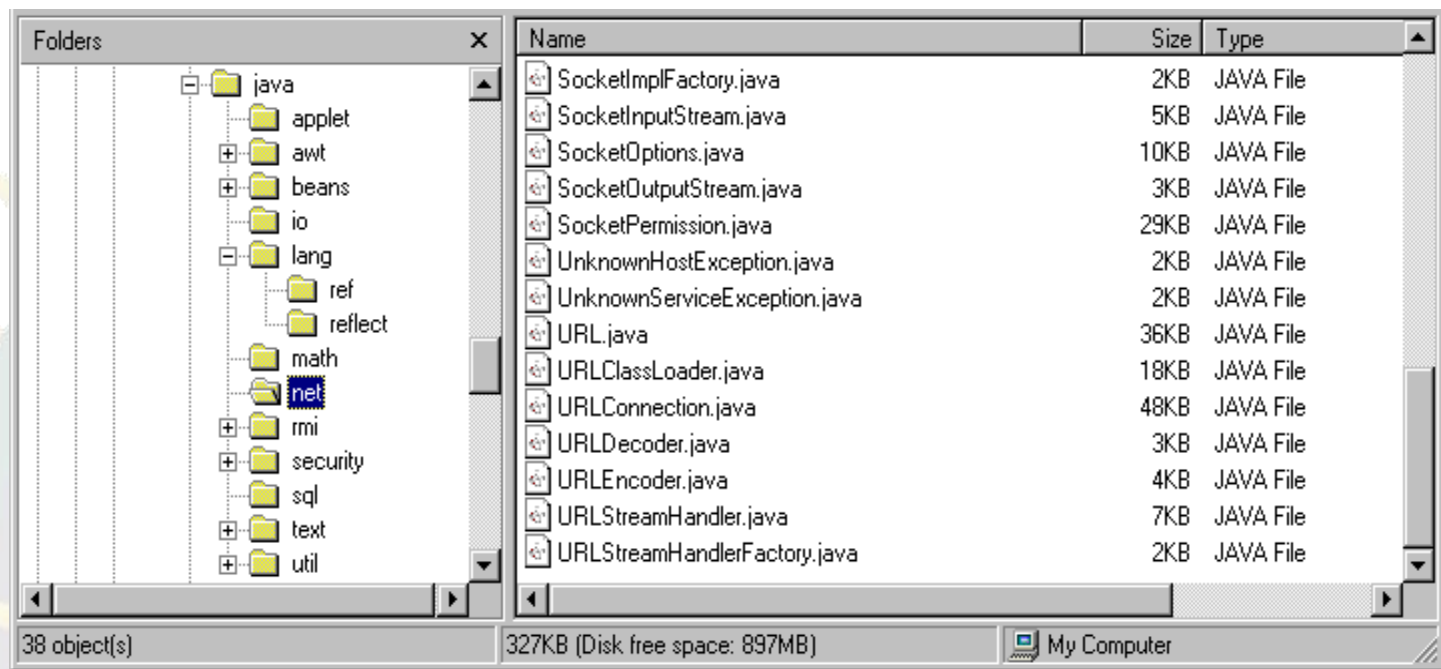 Folders
java
applet
awt
beans
io
lang
ref
reflect
math
net
rmi
security
sql
text
util
Name Size Type
SocketImplFactory.java 2KB JAVA File
SocketInputStream.java 5KB JAVA File
SocketOptions.java 10KB JAVA File
SocketOutputStream.java 3KB JAVA File
SocketPermission.java 29KB JAVA File
UnknownHostException.java 2KB JAVA File
UnknownServiceException.java 2KB JAVA File
URL.java 36KB JAVA File
URLClassLoader.java 18KB JAVA File
URLConnection.java 48KB JAVA File
URLDecoder.java 3KB JAVA File
URLEncoder.java 4KB JAVA File
URLStreamHandler.java 7KB JAVA File
URLStreamHandlerFactory.java 2KB JAVA File
38 object(s) 327KB (Disk free space: 897MB) My Computer